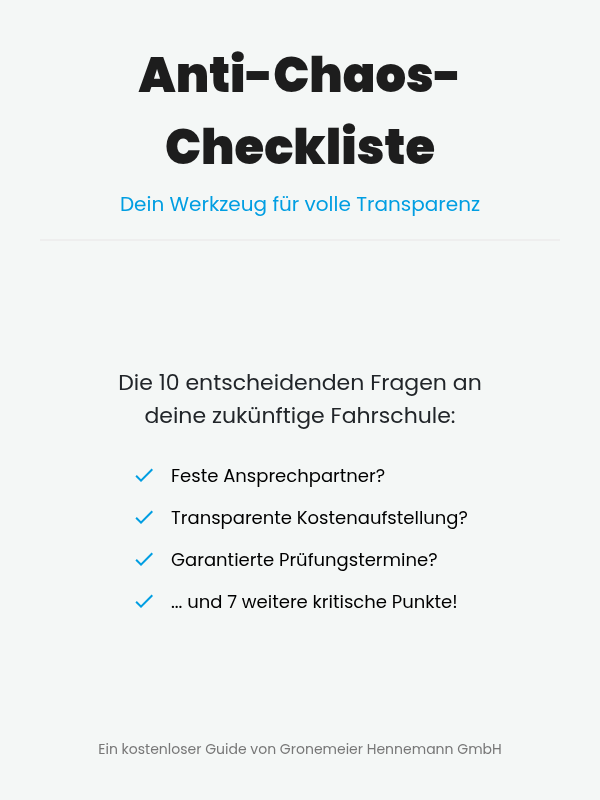 Anti-Chaos-
Checkliste
Dein Werkzeug für volle Transparenz
Die 10 entscheidenden Fragen an
deine zukünftige Fahrschule:
Feste Ansprechpartner?
Transparente Kostenaufstellung?
Garantierte Prüfungstermine?
... und 7 weitere kritische Punkte!
Ein kostenloser Guide von Gronemeier Hennemann GmbH